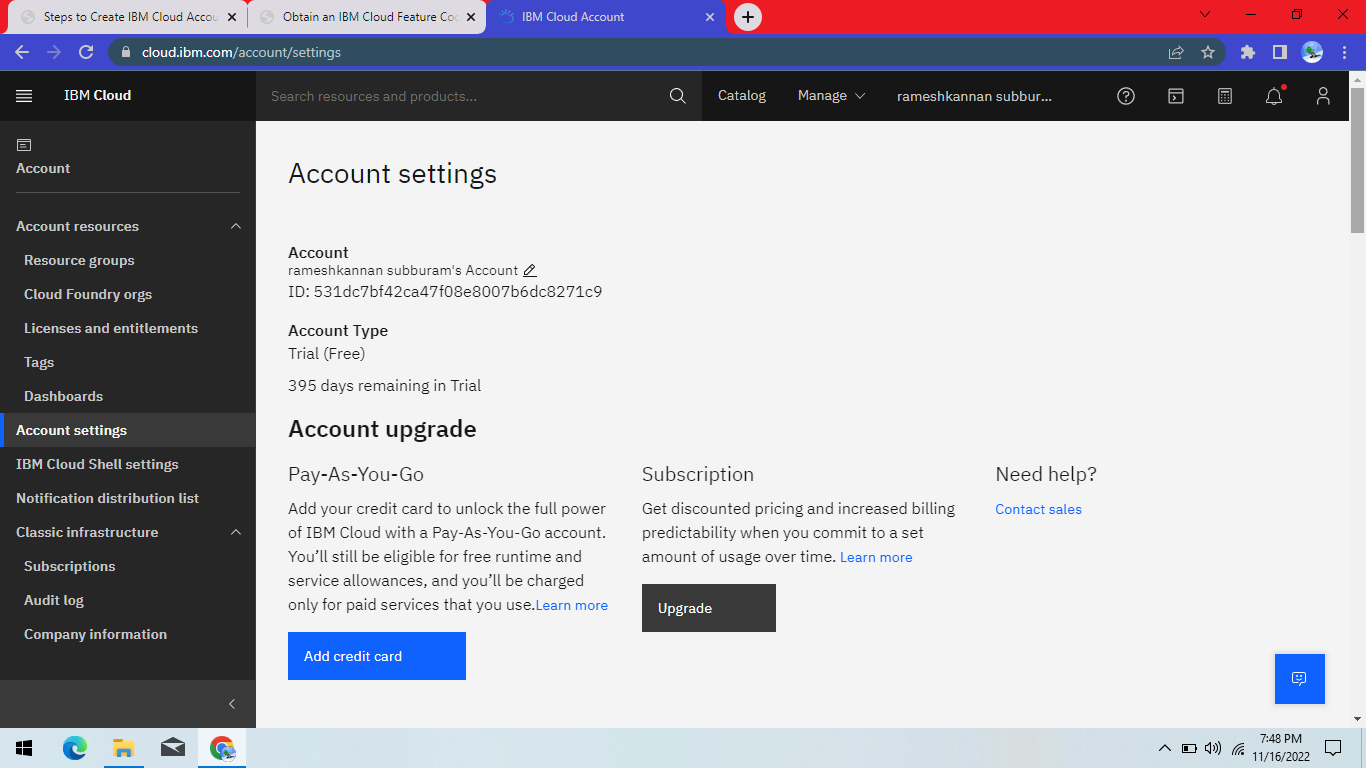 Steps to Create IBM Cloud Accou
Obtain an IBM Cloud Feature Coc
IBM Cloud Account
cloud.ibm.com/account/settings
IBM Cloud
Search resources and products...
Catalog
Manage
rameshkannan subbur...
Account
Account resources
Resource groups
Cloud Foundry orgs
Licenses and entitlements
Tags
Dashboards
Account settings
IBM Cloud Shell settings
Notification distribution list
Classic infrastructure
Subscriptions
Audit log
Company information
Account settings
Account
rameshkannan subburam's Account
ID: 531dc7bf42ca47f08e8007b6dc8271c9
Account Type
Trial (Free)
395 days remaining in Trial
Account upgrade
Pay-As-You-Go
Add your credit card to unlock the full power
of IBM Cloud with a Pay-As-You-Go account.
You'll still be eligible for free runtime and
service allowances, and you'll be charged
only for paid services that you use.Learn more
Add credit card
Subscription
Get discounted pricing and increased billing
predictability when you commit to a set
amount of usage over time. Learn more
Upgrade
Need help?
Contact sales
7:48 PM
11/16/2022